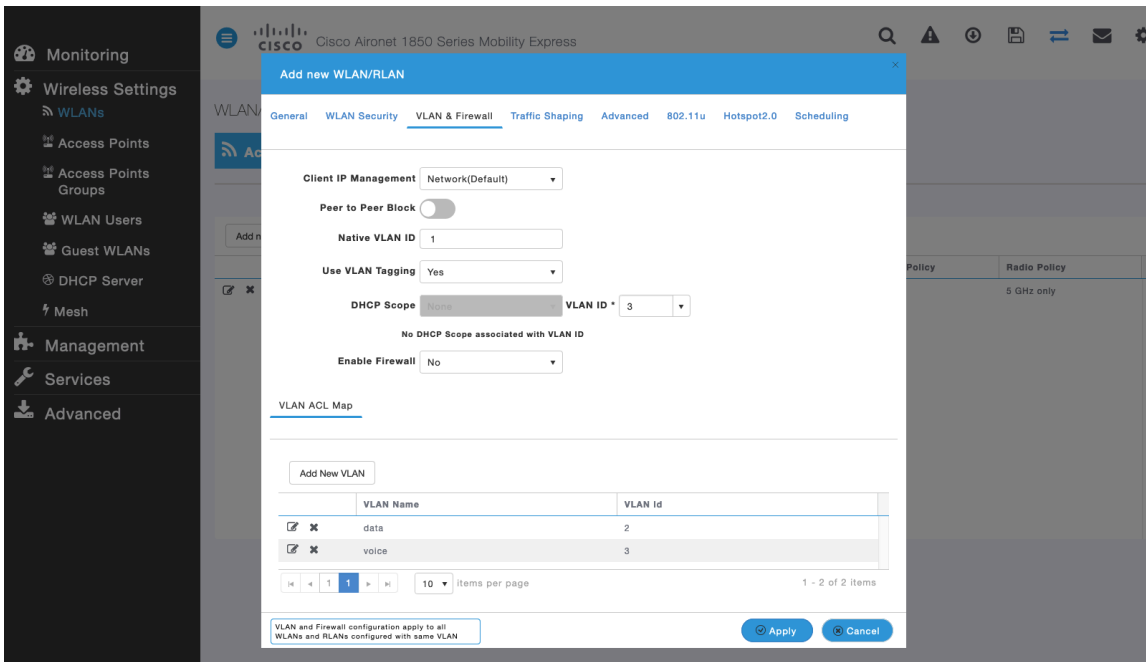 Monitoring
Wireless Settings
WLANs
Access Points
Access Points
Groups
WLAN Users
Guest WLANs
DHCP Server
Mesh
Management
Services
Advanced
CISCO Cisco Aironet 1850 Series Mobility Express
WLAN/
Ac
Add n
Policy Radio Policy
5 GHz only
Add new WLAN/RLAN
General WLAN Security VLAN & Firewall Traffic Shaping Advanced 802.11u Hotspot2.0 Scheduling
Client IP Management Network(Default)
Peer to Peer Block
Native VLAN ID 1
Use VLAN Tagging Yes
DHCP Scope None VLAN ID * 3
No DHCP Scope associated with VLAN ID
Enable Firewall No
VLAN ACL Map
Add New VLAN
VLAN Name VLAN Id
data 2
voice 3
1 1 10 items per page 1 - 2 of 2 items
VLAN and Firewall configuration apply to all
WLANs and RLANs configured with same VLAN
Apply Cancel